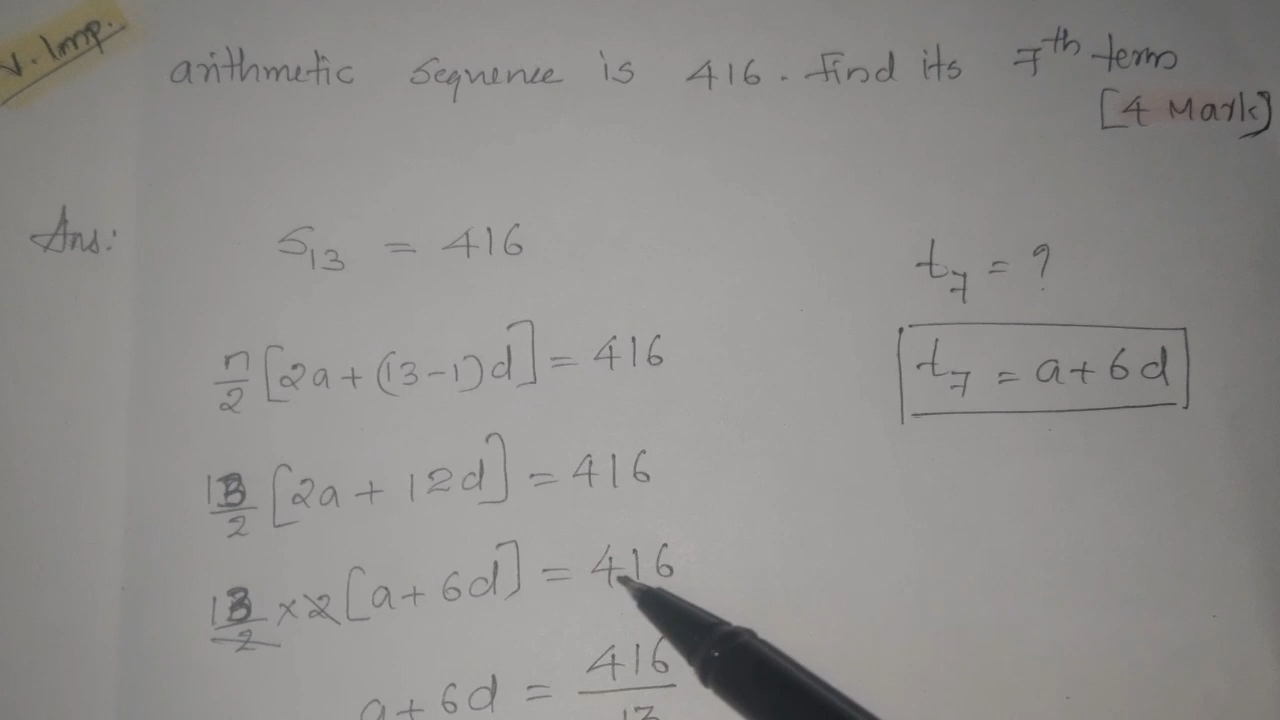 V. Imp.
arithmetic sequence is 416. Find its 7th term
[4 Mark]
Ans:
S13 = 416
t7 = ?
n/2 [2a + (13-1)d] = 416
t7 = a+6d
13/2 [2a + 12d] = 416
13/2 × 2 [a+ 6d] = 416
a+ 6d = 416/13